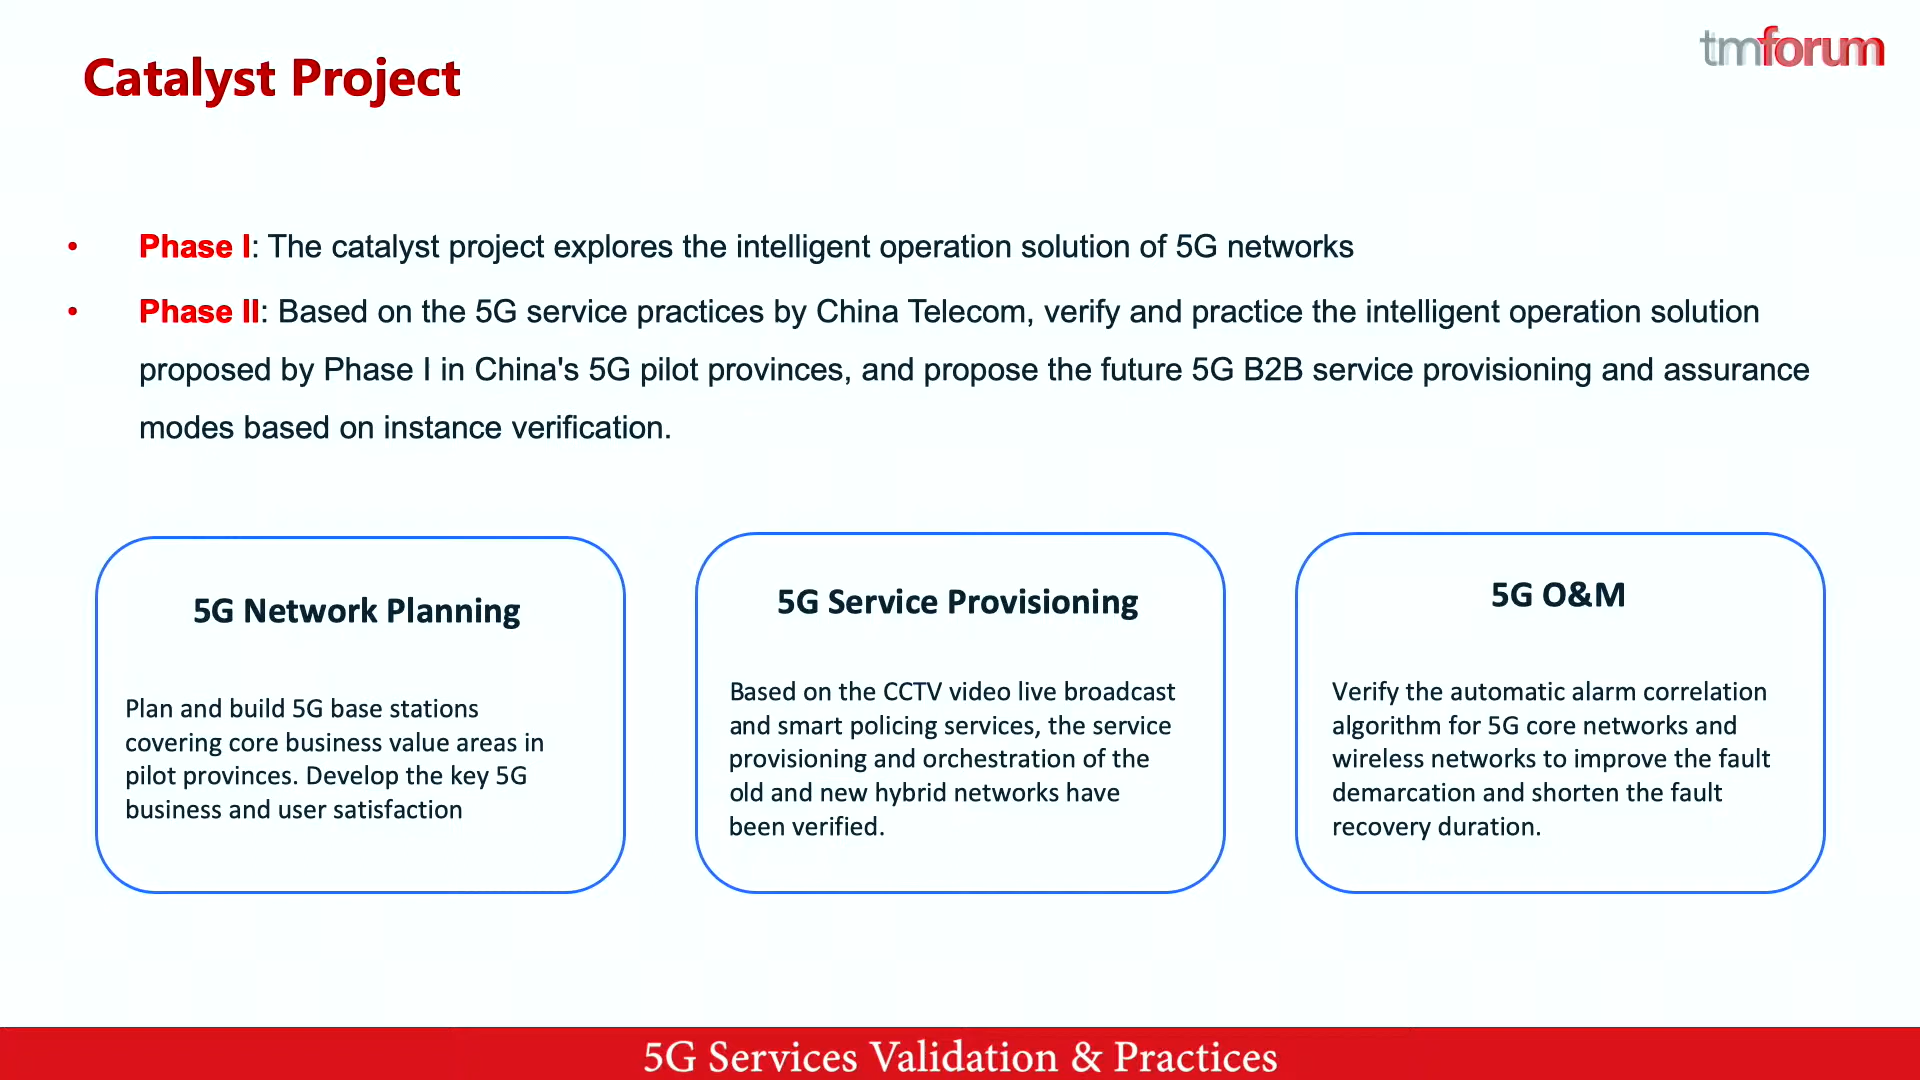 tmforum
Catalyst Project
• Phase I: The catalyst project explores the intelligent operation solution of 5G networks
• Phase II: Based on the 5G service practices by China Telecom, verify and practice the intelligent operation solution
proposed by Phase I in China's 5G pilot provinces, and propose the future 5G B2B service provisioning and assurance
modes based on instance verification.
5G Network Planning
Plan and build 5G base stations
covering core business value areas in
pilot provinces. Develop the key 5G
business and user satisfaction
5G Service Provisioning
Based on the CCTV video live broadcast
and smart policing services, the service
provisioning and orchestration of the
old and new hybrid networks have
been verified.
5G O&M
Verify the automatic alarm correlation
algorithm for 5G core networks and
wireless networks to improve the fault
demarcation and shorten the fault
recovery duration.
5G Services Validation & Practices